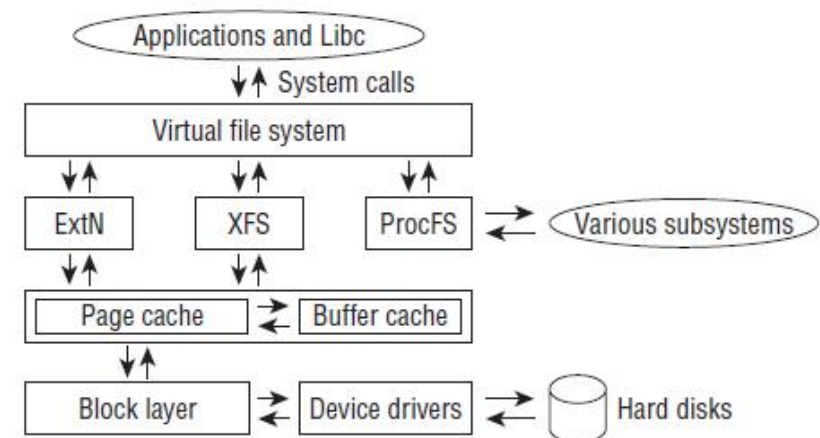 Applications and Libc
System calls
Virtual file system
ExtN
XFS
ProcFS
Various subsystems
Page cache
Buffer cache
Block layer
Device drivers
Hard disks